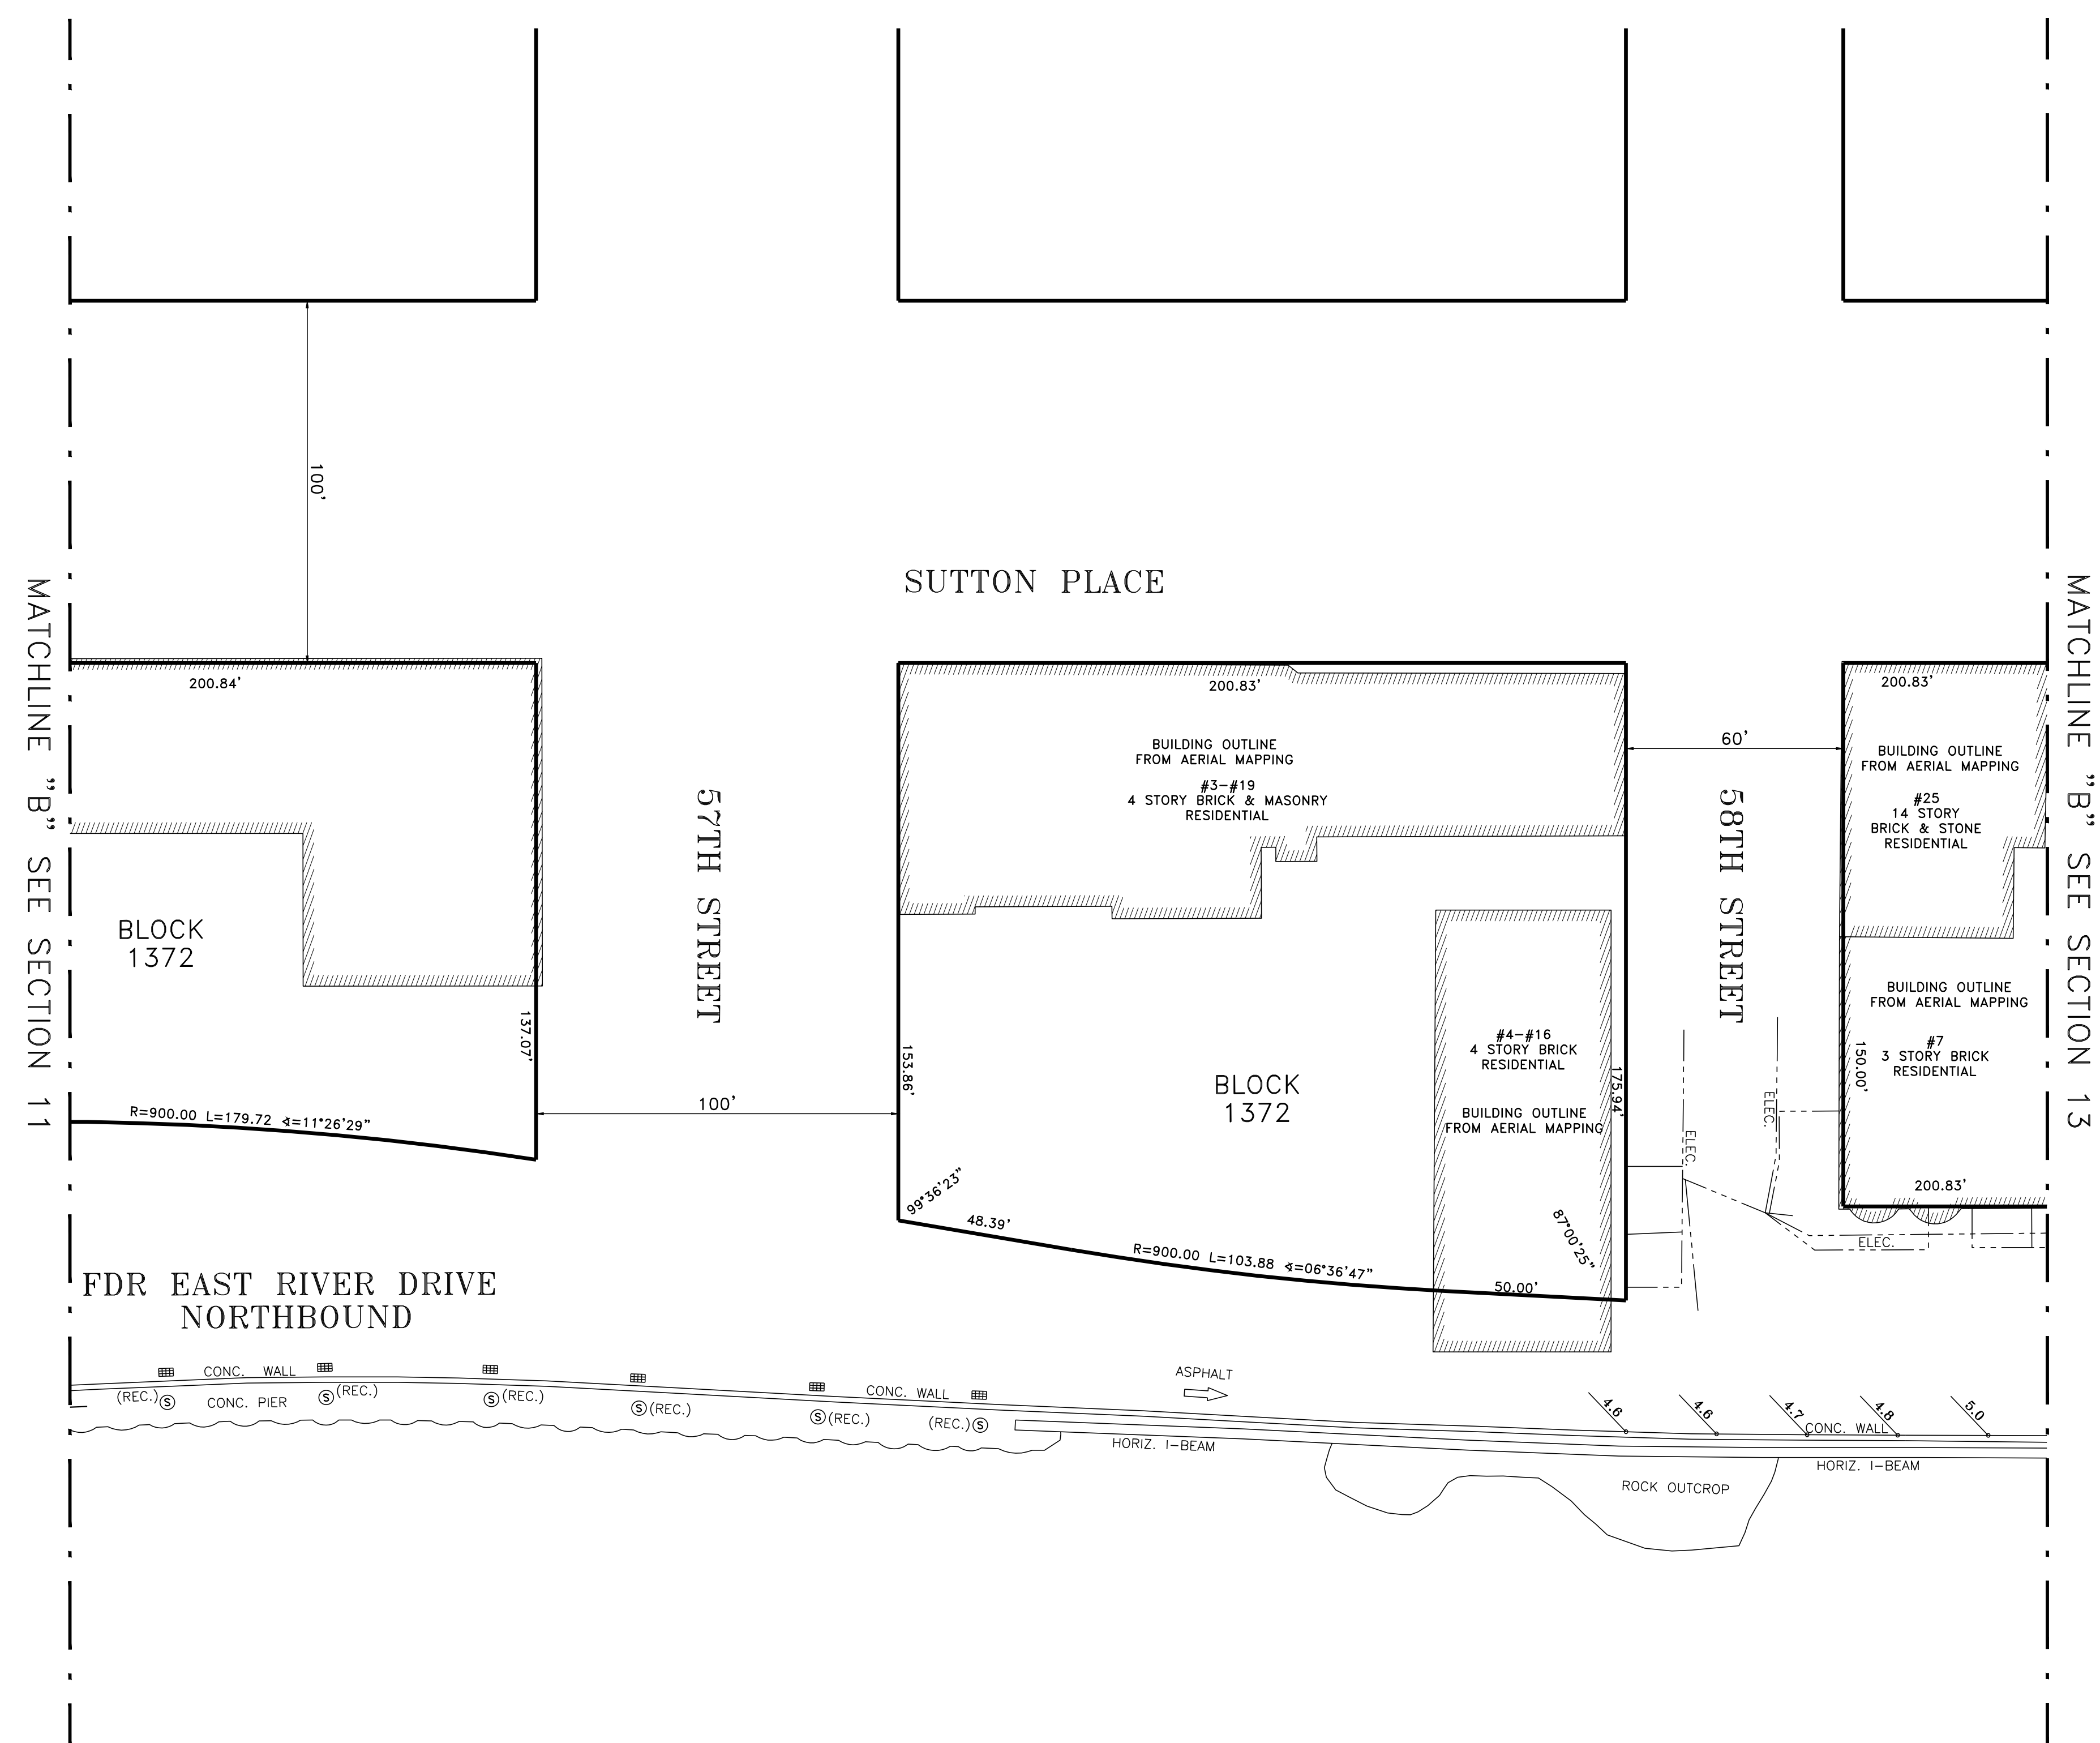 100'
SUTTON PLACE
MATCHLINE "B" SEE SECTION 11
MATCHLINE "B" SEE SECTION 13
200.84'
BLOCK
1372
137.07'
R=900.00 L=179.72 ∡=11°26'29"
57TH STREET
100'
200.83'
BUILDING OUTLINE
FROM AERIAL MAPPING
#3-#19
4 STORY BRICK & MASONRY
RESIDENTIAL
153.86'
BLOCK
1372
#4-#16
4 STORY BRICK
RESIDENTIAL
BUILDING OUTLINE
FROM AERIAL MAPPING
175.94'
99°36'23"
48.39'
R=900.00 L=103.88 ∡=06°36'47"
87°00'25"
50.00'
60'
58TH STREET
ELEC.
ELEC.
ELEC.
200.83'
BUILDING OUTLINE
FROM AERIAL MAPPING
#25
14 STORY
BRICK & STONE
RESIDENTIAL
BUILDING OUTLINE
FROM AERIAL MAPPING
#7
3 STORY BRICK
RESIDENTIAL
150.00'
200.83'
FDR EAST RIVER DRIVE
NORTHBOUND
CONC. WALL
(REC.) S
CONC. PIER
S (REC.)
S (REC.)
S (REC.)
S (REC.)
CONC. WALL
(REC.) S
ASPHALT
HORIZ. I-BEAM
4.6
4.6
4.7
4.8
5.0
CONC. WALL
HORIZ. I-BEAM
ROCK OUTCROP